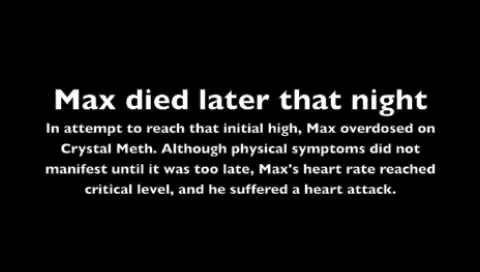 Max died later that night
In attempt to reach that initial high, Max overdosed on
Crystal Meth. Although physical symptoms did not
manifest until it was too late, Max's heart rate reached
critical level, and he suffered a heart attack.